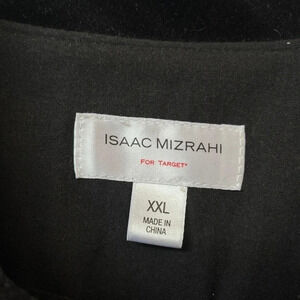 ISAAC MIZRAHI
FOR TARGET*
XXL
MADE IN
CHINA